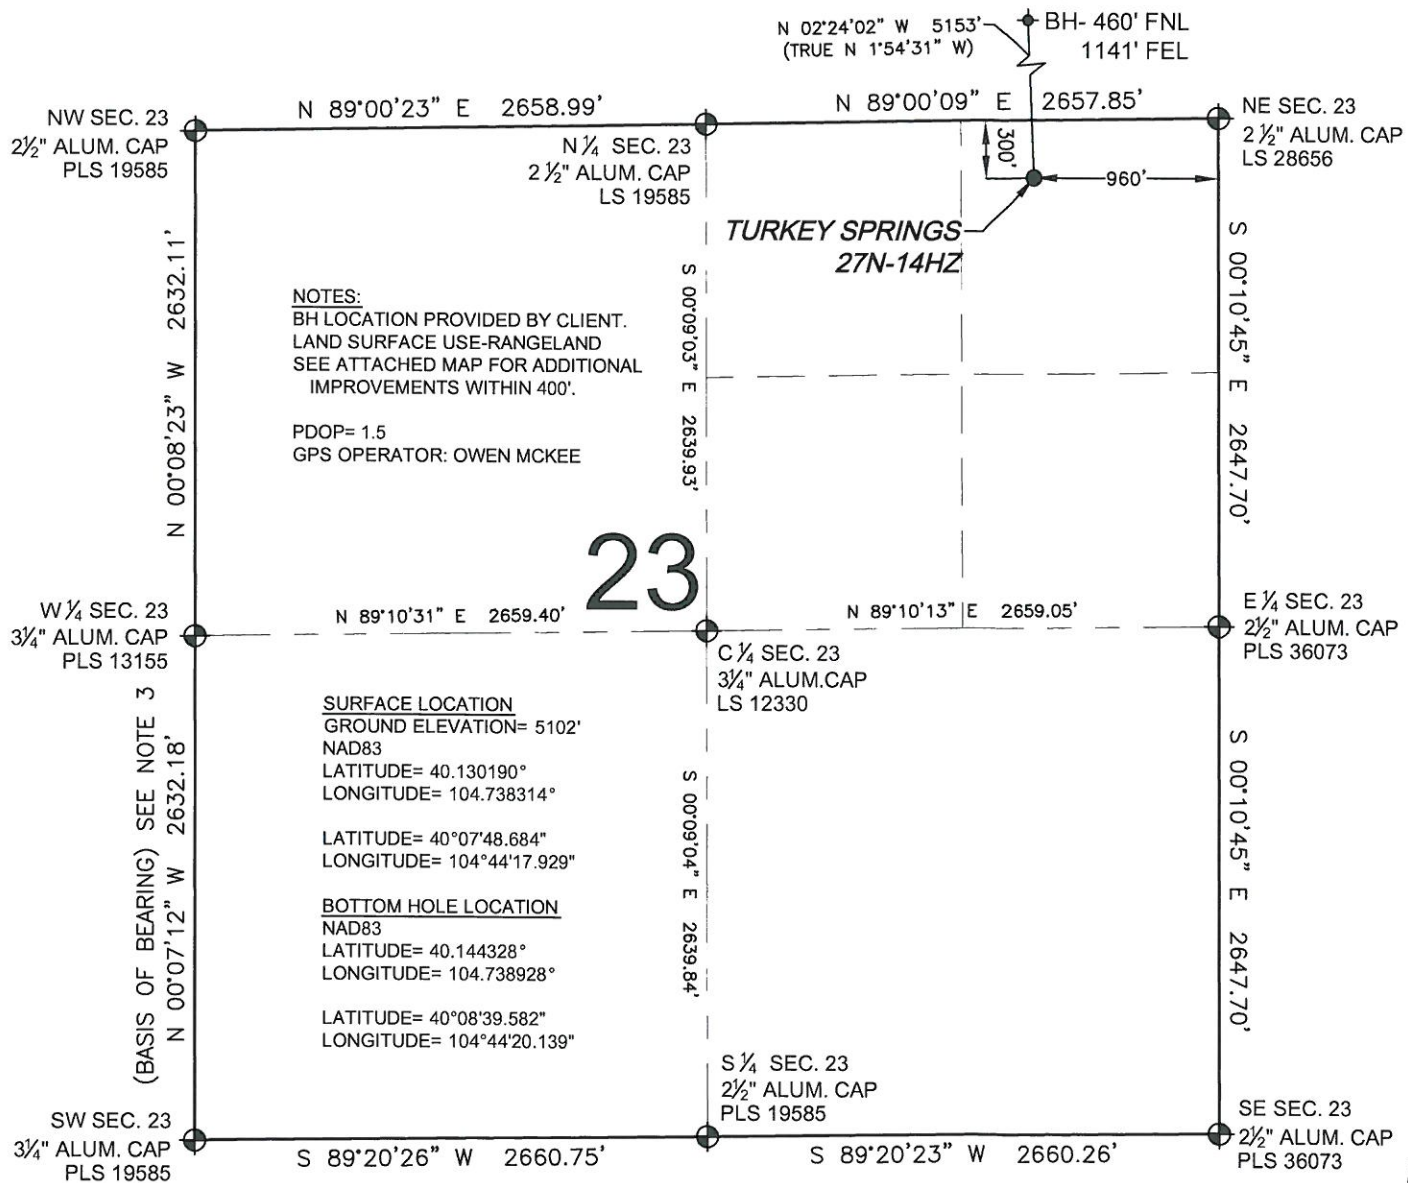 N 02°24'02" W 5153'
(TRUE N 1°54'31" W)
BH- 460' FNL
1141' FEL
NW SEC. 23
2½" ALUM. CAP
PLS 19585
N 89°00'23" E 2658.99'
N ¼ SEC. 23
2 ½" ALUM. CAP
LS 19585
N 89°00'09" E 2657.85'
NE SEC. 23
2 ½" ALUM. CAP
LS 28656
300'
960'
TURKEY SPRINGS
27N-14HZ
N 00°08'23" W 2632.11'
NOTES:
BH LOCATION PROVIDED BY CLIENT.
LAND SURFACE USE-RANGELAND
SEE ATTACHED MAP FOR ADDITIONAL
IMPROVEMENTS WITHIN 400'.
PDOP= 1.5
GPS OPERATOR: OWEN MCKEE
S 00°09'03" E 2639.93'
S 00°10'45" E 2647.70'
23
W ¼ SEC. 23
3¼" ALUM. CAP
PLS 13155
N 89°10'31" E 2659.40'
N 89°10'13" E 2659.05'
E ¼ SEC. 23
2½" ALUM. CAP
PLS 36073
C ¼ SEC. 23
3¼" ALUM.CAP
LS 12330
(BASIS OF BEARING) SEE NOTE 3
N 00°07'12" W 2632.18'
SURFACE LOCATION
GROUND ELEVATION= 5102'
NAD83
LATITUDE= 40.130190°
LONGITUDE= 104.738314°
LATITUDE= 40°07'48.684"
LONGITUDE= 104°44'17.929"
BOTTOM HOLE LOCATION
NAD83
LATITUDE= 40.144328°
LONGITUDE= 104.738928°
LATITUDE= 40°08'39.582"
LONGITUDE= 104°44'20.139"
S 00°09'04" E 2639.84'
S 00°10'45" E 2647.70'
SW SEC. 23
3¼" ALUM. CAP
PLS 19585
S 89°20'26" W 2660.75'
S ¼ SEC. 23
2½" ALUM. CAP
PLS 19585
S 89°20'23" W 2660.26'
SE SEC. 23
2½" ALUM. CAP
PLS 36073